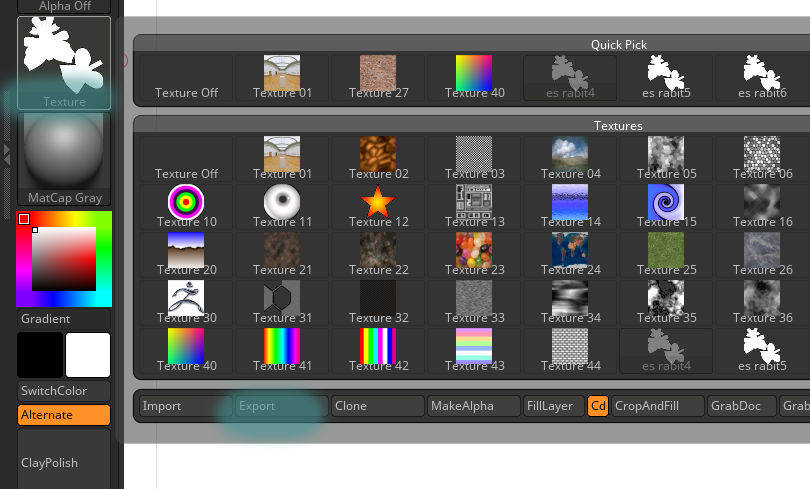 Alpha Off
Texture
MatCap Gray
Gradient
SwitchColor
Alternate
ClayPolish
Quick Pick
Texture Off Texture 01 Texture 27 Texture 40 es rabit4 es rabit5 es rabit6
Textures
Texture Off Texture 01 Texture 02 Texture 03 Texture 04 Texture 05 Texture 06
Texture 10 Texture 11 Texture 12 Texture 13 Texture 14 Texture 15 Texture 16
Texture 20 Texture 21 Texture 22 Texture 23 Texture 24 Texture 25 Texture 26
Texture 30 Texture 31 Texture 32 Texture 33 Texture 34 Texture 35 Texture 36
Texture 40 Texture 41 Texture 42 Texture 43 Texture 44 es rabit4 es rabit5
Import Export Clone MakeAlpha FillLayer Cd CropAndFill GrabDoc Grab